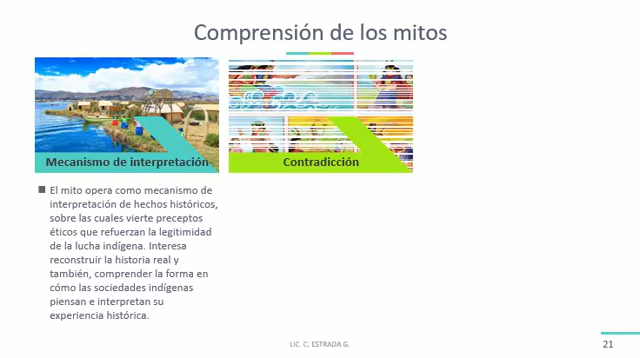 Comprensión de los mitos
Mecanismo de interpretación
Contradicción
El mito opera como mecanismo de
interpretación de hechos históricos,
sobre las cuales vierte preceptos
éticos que refuerzan la legitimidad
de la lucha indígena. Interesa
reconstruir la historia real y
también, comprender la forma en
cómo las sociedades indígenas
piensan e interpretan su
experiencia histórica.
LIC. C. ESTRADA G.
21